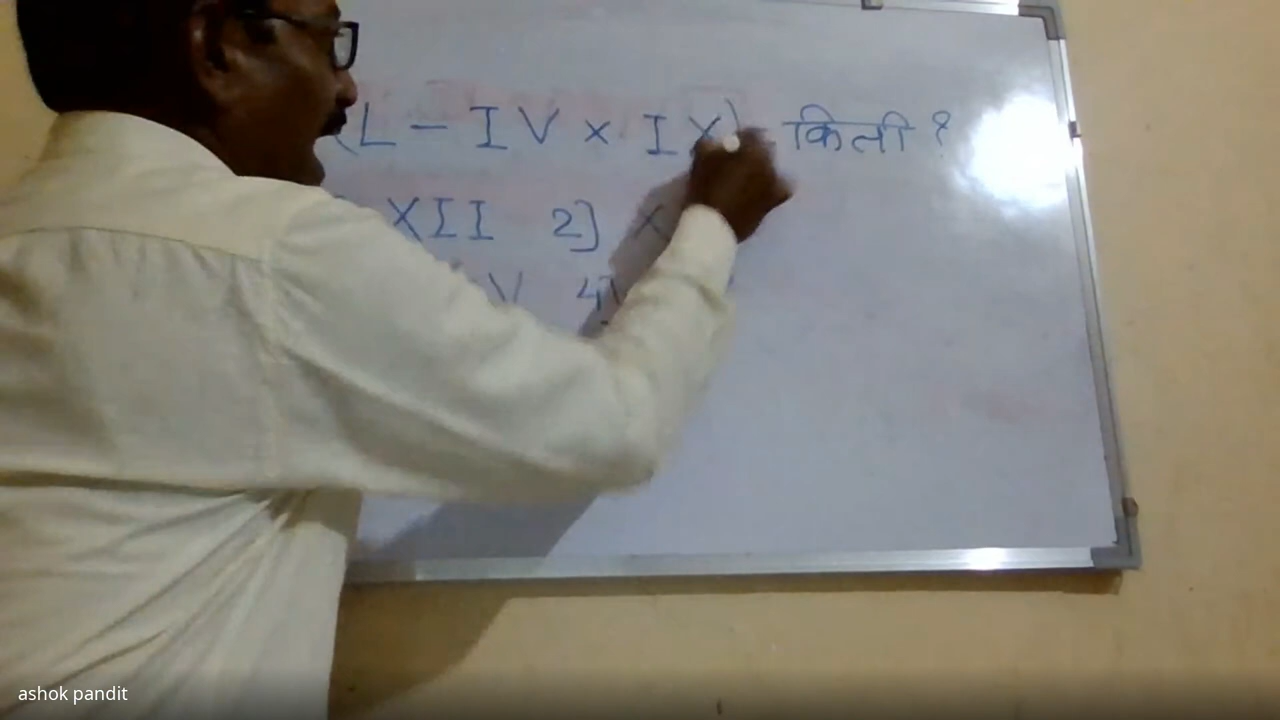 (L - IV × IX) किती ?
XII 2] ×
V 4]
ashok pandit